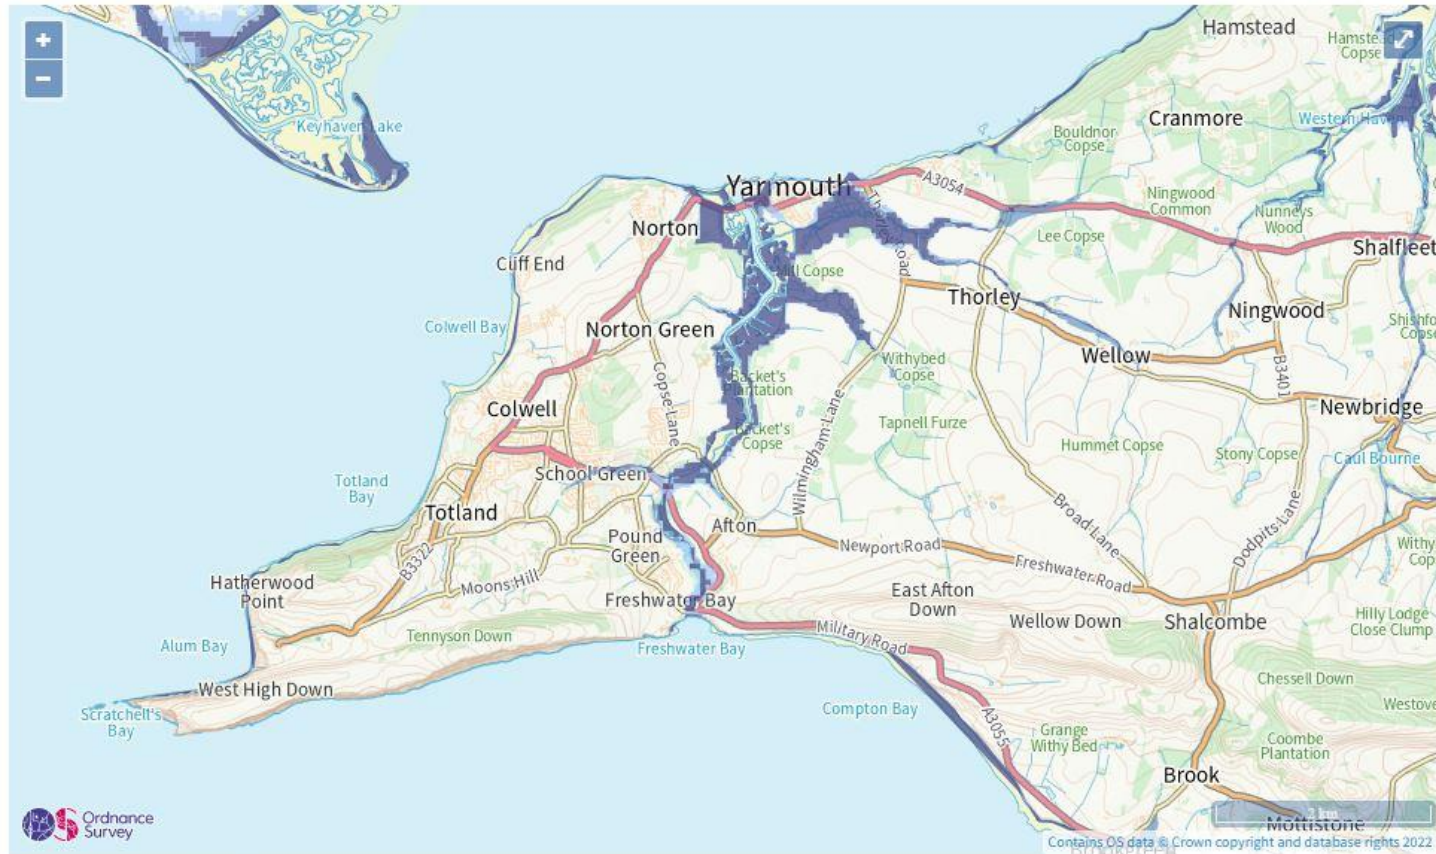 +
−
Hamstead
Hamstead
Copse
Keyhaven Lake
Cranmore
Western Haven
Bouldnor
Copse
Yarmouth
A3054
Ningwood
Common
Thorley Road
Nunneys
Wood
Norton
Lee Copse
Shalfleet
Cliff End
Mill Copse
Thorley
Ningwood
Colwell Bay
Norton Green
Wellow
Withybed
Copse
B3401
Copse Lane
Sacket's
Plantation
Wilmingham Lane
Colwell
Newbridge
Tapnell Furze
Sacket's
Copse
Hummet Copse
Stony Copse
Caul Bourne
School Green
Totland
Bay
Totland
Afton
Broad Lane
Dodpits Lane
Pound
Green
Newport Road
B3322
Freshwater Road
Moons Hill
Hatherwood
Point
Freshwater Bay
East Afton
Down
Wellow Down
Shalcombe
Hilly Lodge
Close Clump
Tennyson Down
Military Road
Alum Bay
Freshwater Bay
West High Down
Chessell Down
Scratchell's
Bay
Compton Bay
A3055
Grange
Withy Bed
Coombe
Plantation
Brook
2 km
Mottistone
Ordnance
Survey
Contains OS data © Crown copyright and database rights 2022